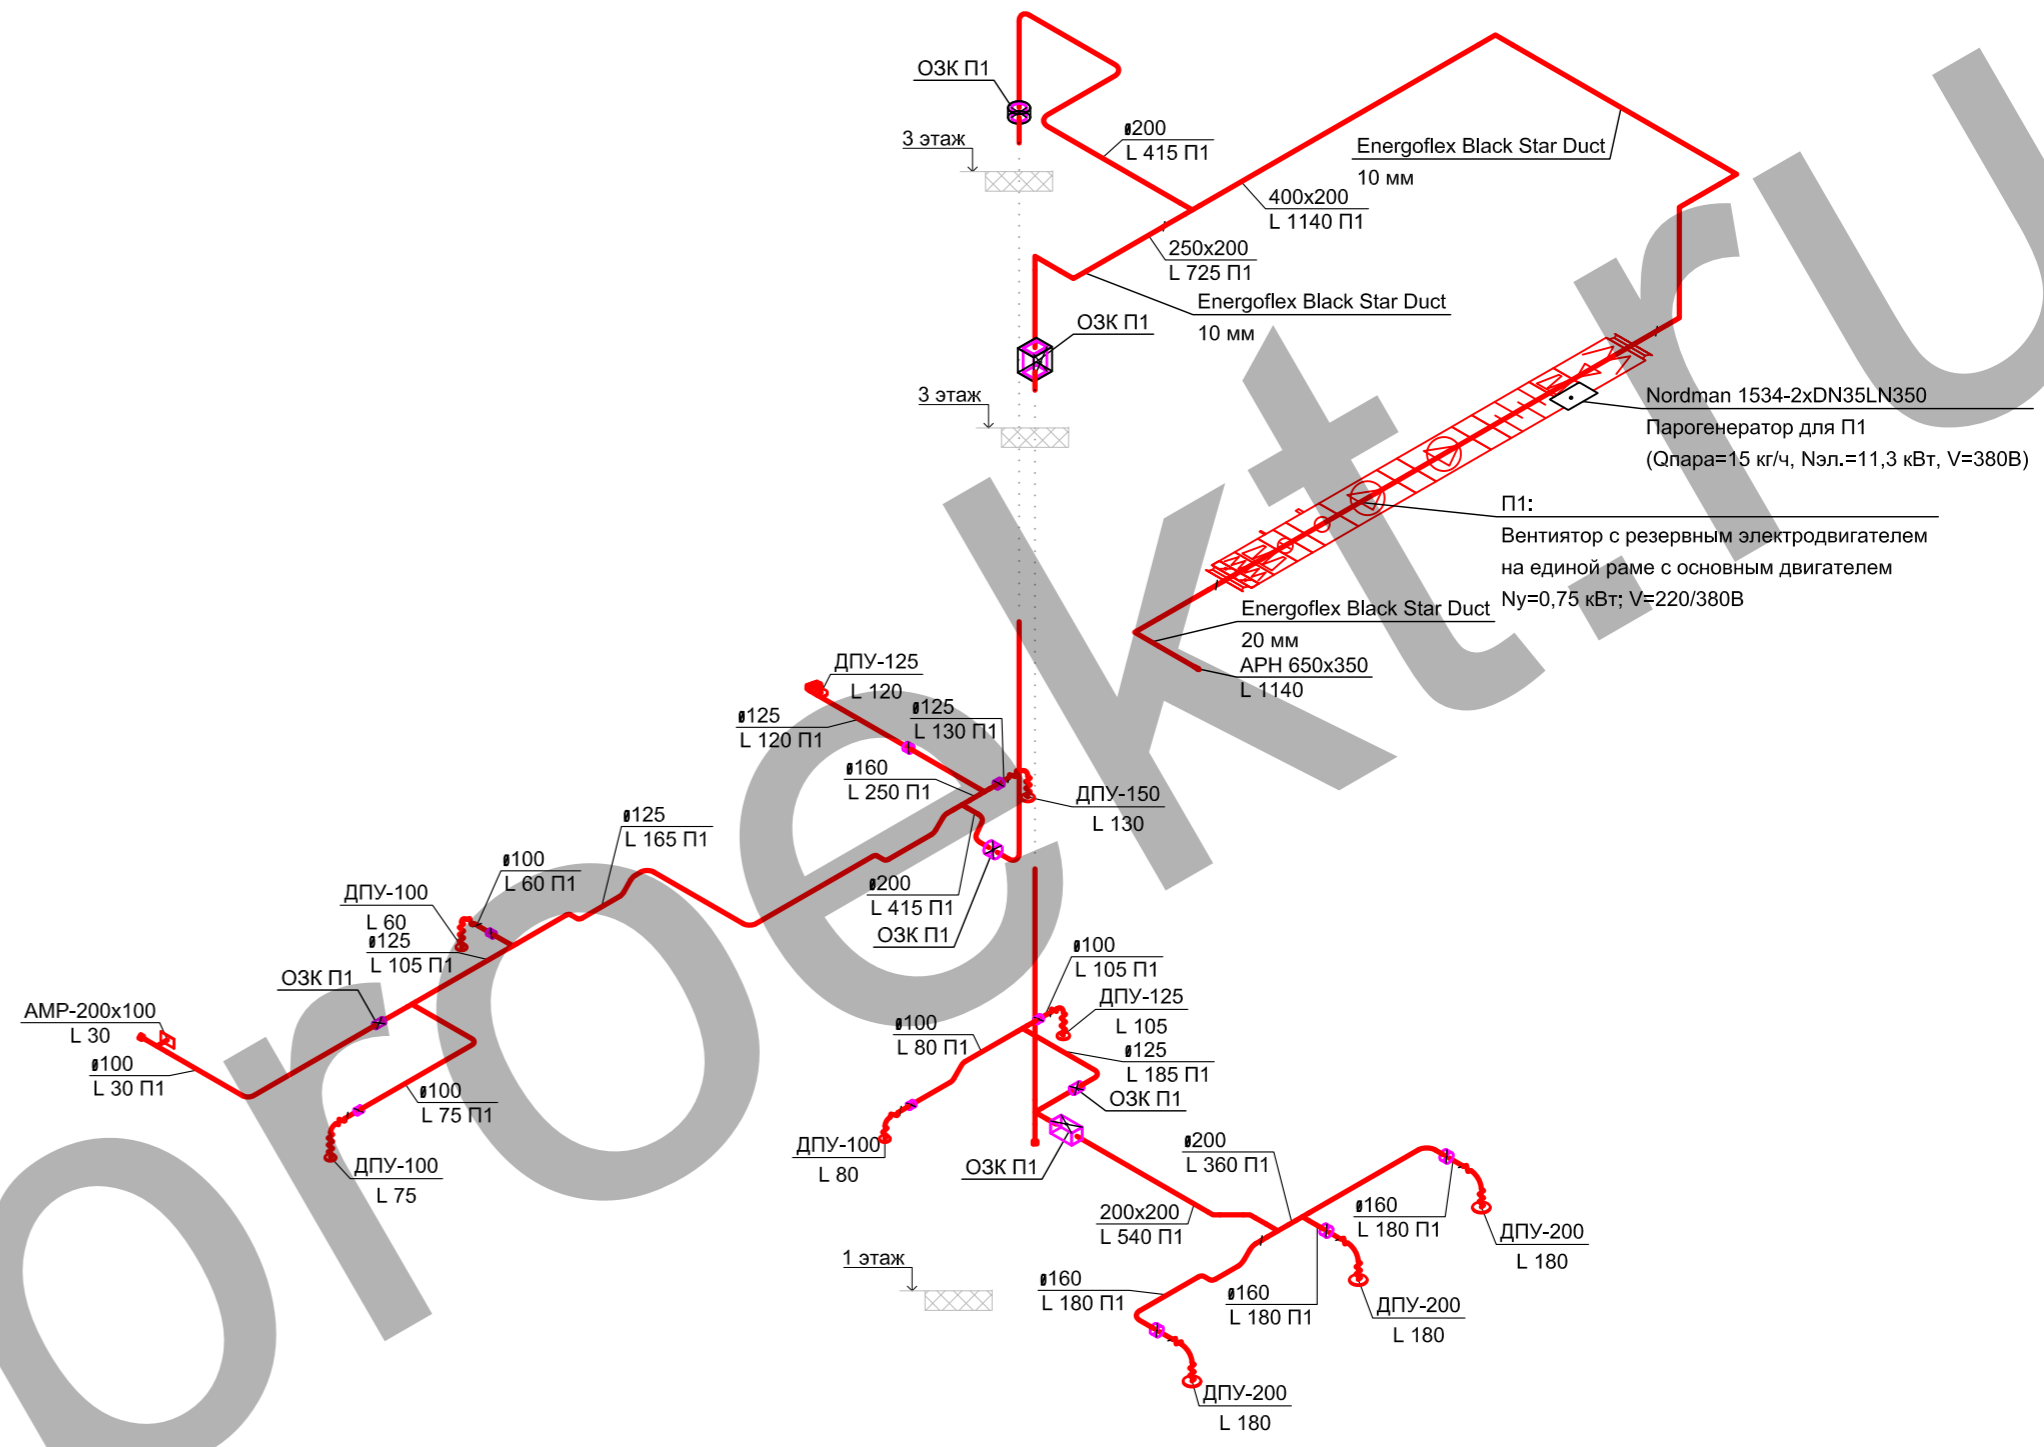 ОЗК П1
3 этаж
ø200
L 415 П1
Energoflex Black Star Duct
10 мм
400x200
L 1140 П1
250x200
L 725 П1
Energoflex Black Star Duct
10 мм
ОЗК П1
3 этаж
Nordman 1534-2xDN35LN350
Парогенератор для П1
(Qпара=15 кг/ч, Nэл.=11,3 кВт, V=380В)
П1:
Вентиятор с резервным электродвигателем
на единой раме с основным двигателем
Ny=0,75 кВт; V=220/380В
Energoflex Black Star Duct
20 мм
АРН 650x350
L 1140
ДПУ-125
L 120
ø125
L 120 П1
ø125
L 130 П1
ø160
L 250 П1
ДПУ-150
L 130
ø125
L 165 П1
ø100
L 60 П1
ДПУ-100
L 60
ø125
L 105 П1
ø200
L 415 П1
ОЗК П1
ОЗК П1
АМР-200x100
L 30
ø100
L 30 П1
ø100
L 75 П1
ДПУ-100
L 75
ø100
L 105 П1
ДПУ-125
L 105
ø100
L 80 П1
ø125
L 185 П1
ОЗК П1
ДПУ-100
L 80
ОЗК П1
ø200
L 360 П1
200x200
L 540 П1
ø160
L 180 П1
ДПУ-200
L 180
1 этаж
ø160
L 180 П1
ø160
L 180 П1
ДПУ-200
L 180
ДПУ-200
L 180
proekt.ru